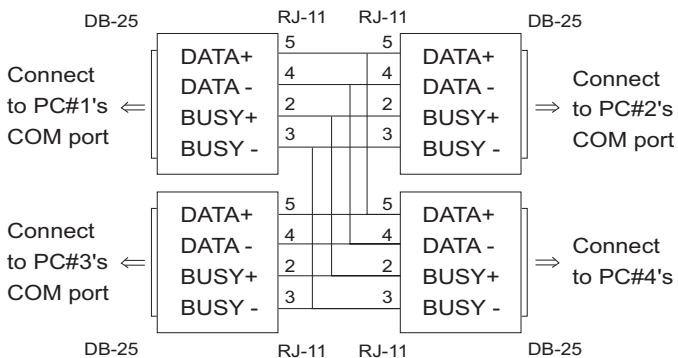 DB-25 RJ-11 RJ-11 DB-25
Connect
to PC#1's
COM port
DATA+
DATA -
BUSY+
BUSY -
5
4
2
3
5
4
2
3
DATA+
DATA -
BUSY+
BUSY -
Connect
to PC#2's
COM port
Connect
to PC#3's
COM port
DATA+
DATA -
BUSY+
BUSY -
5
4
2
3
5
4
2
3
DATA+
DATA -
BUSY+
BUSY -
Connect
to PC#4's
DB-25 RJ-11 RJ-11 DB-25